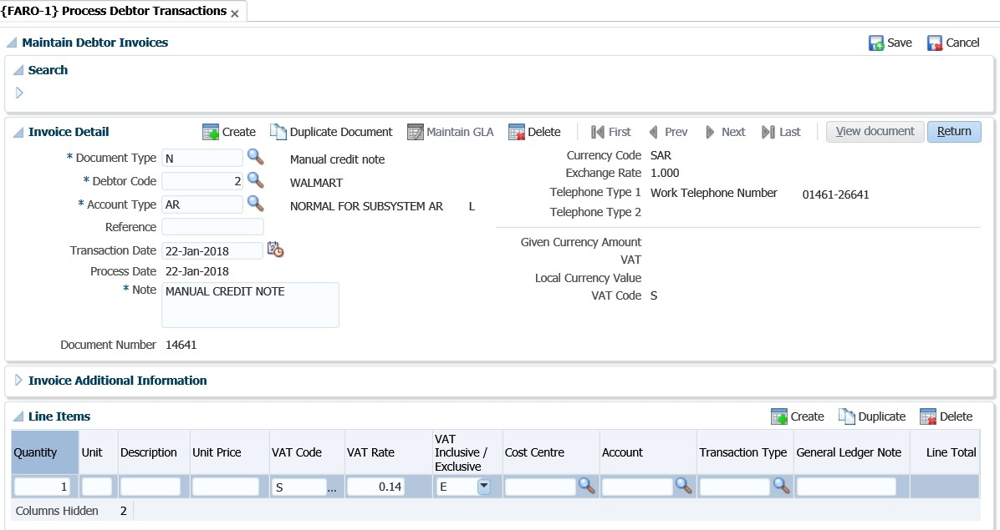 {FARO-1} Process Debtor Transactions
Maintain Debtor Invoices Save Cancel
Search
Invoice Detail Create Duplicate Document Maintain GLA Delete First Prev Next Last View document Return
* Document Type N Manual credit note
* Debtor Code 2 WALMART
* Account Type AR NORMAL FOR SUBSYSTEM AR L
Reference
Transaction Date 22-Jan-2018
Process Date 22-Jan-2018
* Note MANUAL CREDIT NOTE
Document Number 14641
Currency Code SAR
Exchange Rate 1.000
Telephone Type 1 Work Telephone Number 01461-26641
Telephone Type 2
Given Currency Amount
VAT
Local Currency Value
VAT Code S
Invoice Additional Information
Line Items Create Duplicate Delete
Quantity Unit Description Unit Price VAT Code VAT Rate VAT Inclusive / Exclusive Cost Centre Account Transaction Type General Ledger Note Line Total
1 S ... 0.14 E
Columns Hidden 2